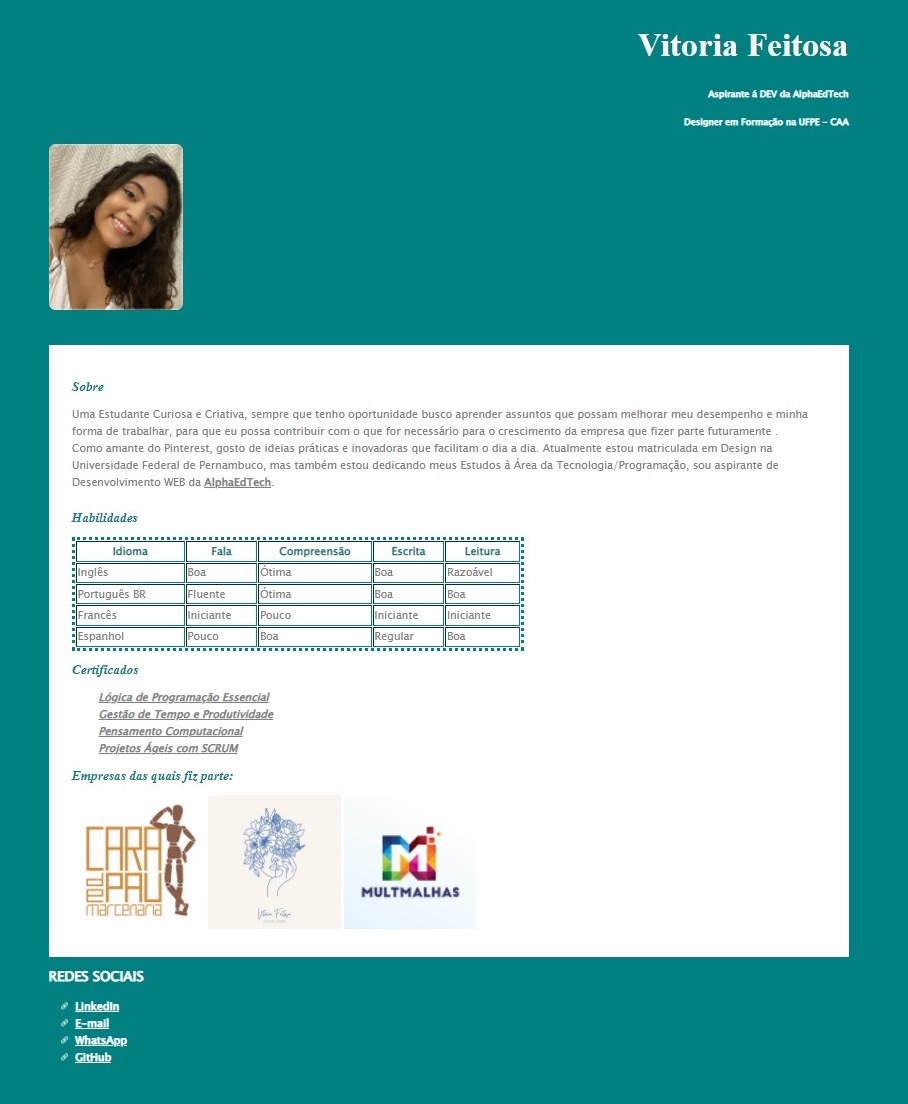 Vitoria Feitosa
Aspirante á DEV da AlphaEdTech
Designer em Formação na UFPE - CAA
Sobre
Uma Estudante Curiosa e Criativa, sempre que tenho oportunidade busco aprender assuntos que possam melhorar meu desempenho e minha
forma de trabalhar, para que eu possa contribuir com o que for necessário para o crescimento da empresa que fizer parte futuramente .
Como amante do Pinterest, gosto de ideias práticas e inovadoras que facilitam o dia a dia. Atualmente estou matriculada em Design na
Universidade Federal de Pernambuco, mas também estou dedicando meus Estudos à Área da Tecnologia/Programação, sou aspirante de
Desenvolvimento WEB da AlphaEdTech.
Habilidades
Idioma Fala Compreensão Escrita Leitura
Inglês Boa Ótima Boa Razoável
Português BR Fluente Ótima Boa Boa
Francês Iniciante Pouco Iniciante Iniciante
Espanhol Pouco Boa Regular Boa
Certificados
Lógica de Programação Essencial
Gestão de Tempo e Produtividade
Pensamento Computacional
Projetos Ágeis com SCRUM
Empresas das quais fiz parte:
CARA
de PAU
marcenaria
Vitoria Feitosa
MULTMALHAS
REDES SOCIAIS
LinkedIn
E-mail
WhatsApp
GitHub